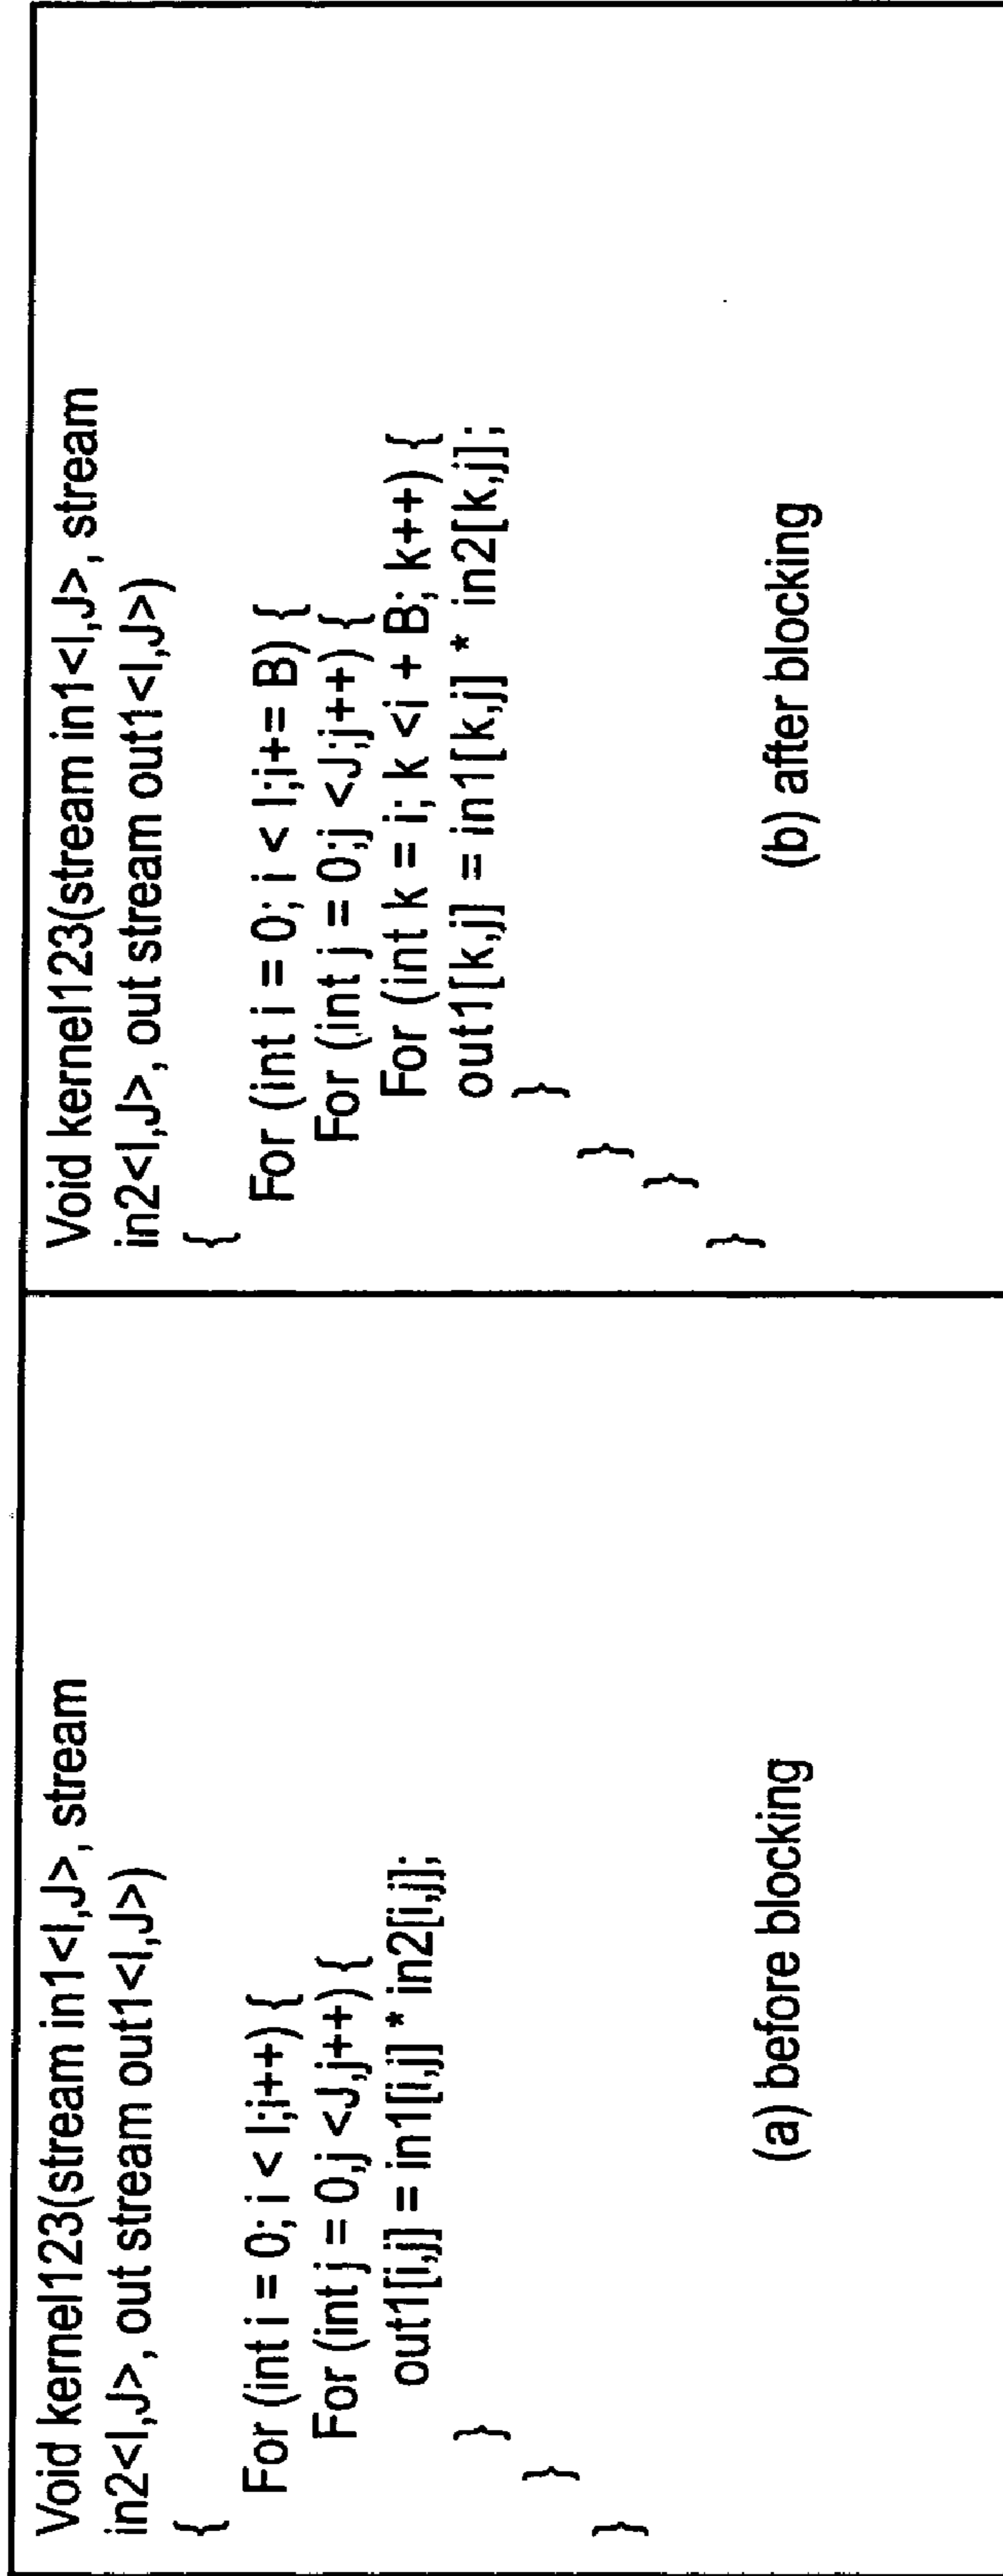 Void kernel123(stream in1<I,J>, stream
in2<I,J>, out stream out1<I,J>)
{
For (int i = 0; i < I;i++) {
For (int j = 0,j <J,j++) {
out1[i,j] = in1[i,j] * in2[i,j];
}
}
}
(a) before blocking
Void kernel123(stream in1<I,J>, stream
in2<I,J>, out stream out1<I,J>)
{
For (int i = 0; i < I;i+= B) {
For (int j = 0;j <J;j++) {
For (int k = i; k <i + B; k++) {
out1[k,j] = in1[k,j] * in2[k,j];
}
}
}
}
(b) after blocking